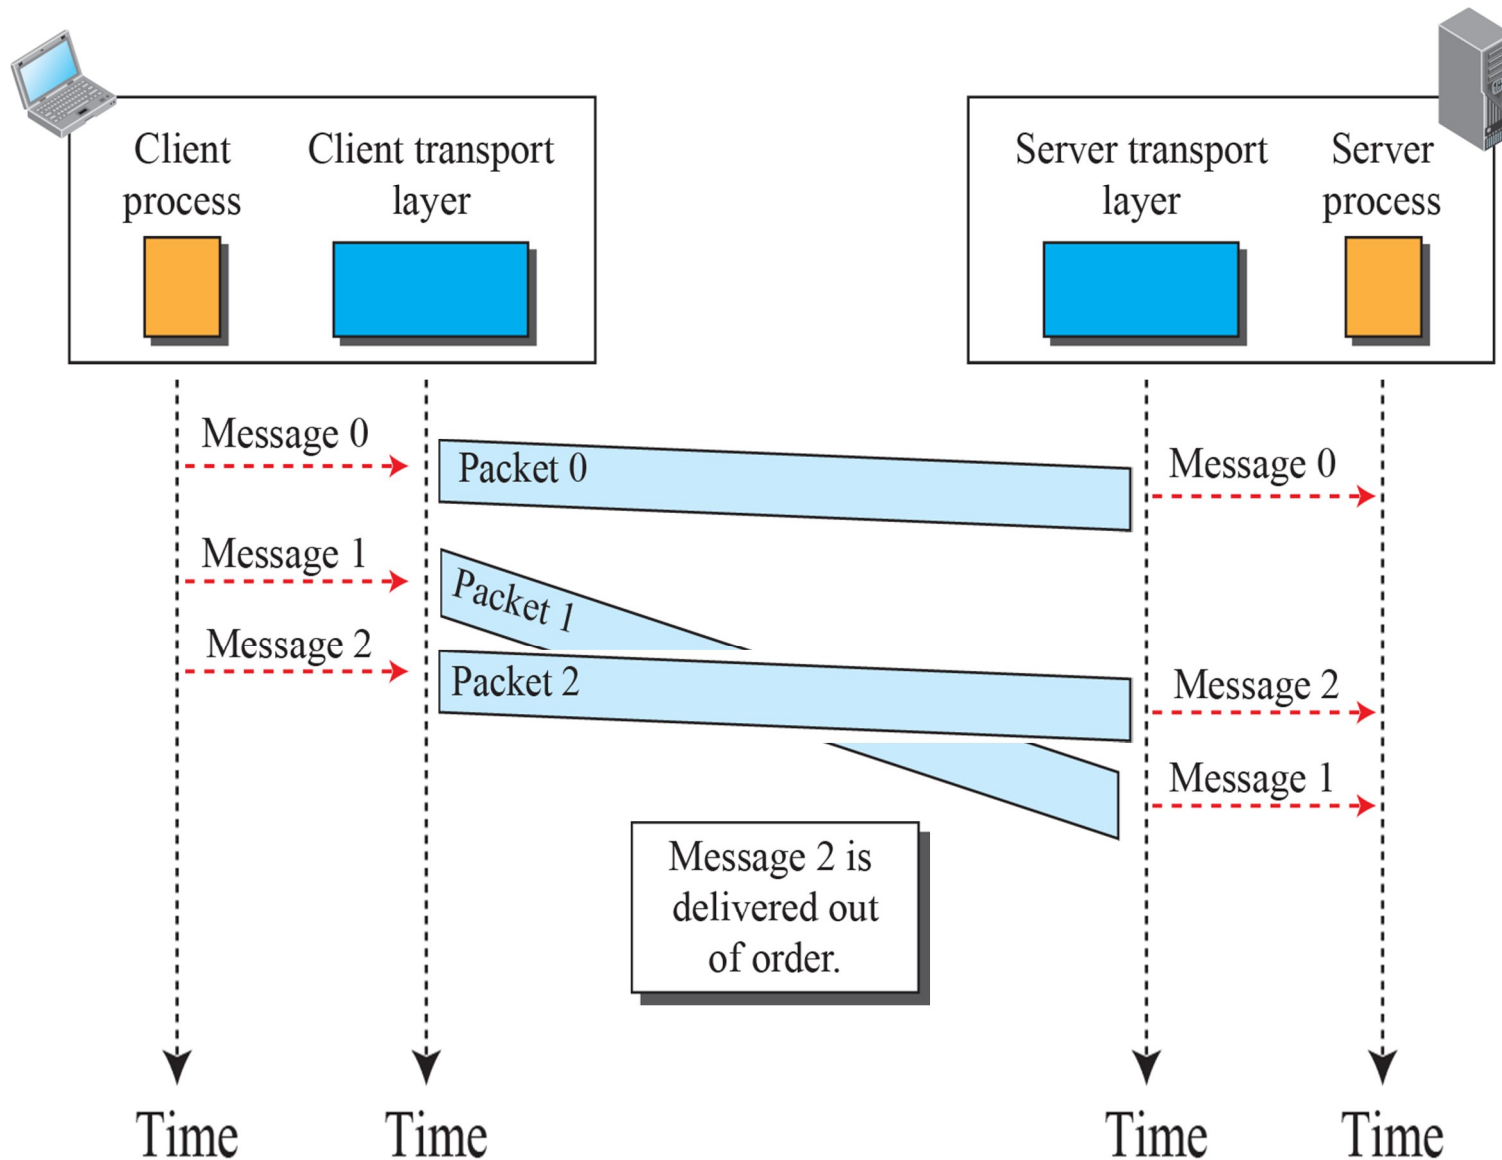 Client
process
Client transport
layer
Server transport
layer
Server
process
Message 0
Packet 0
Message 0
Message 1
Packet 1
Message 2
Packet 2
Message 2
Message 1
Message 2 is
delivered out
of order.
Time
Time
Time
Time